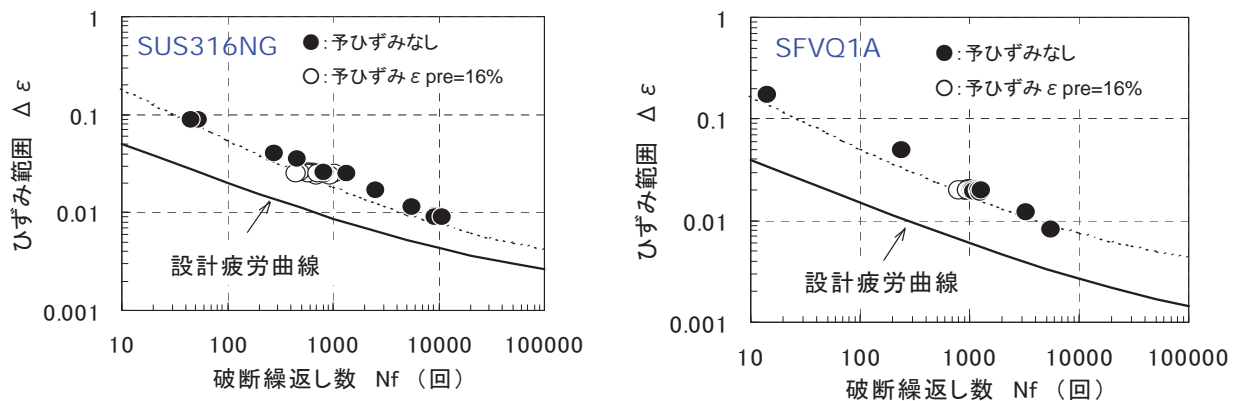 SUS316NG
●:予ひずみなし
○:予ひずみ ε pre=16%
ひずみ範囲 Δ ε
1
0.1
0.01
0.001
設計疲労曲線
10 100 1000 10000 100000
破断繰返し数 Nf (回)
SFVQ1A
●:予ひずみなし
○:予ひずみ ε pre=16%
ひずみ範囲 Δ ε
1
0.1
0.01
0.001
設計疲労曲線
10 100 1000 10000 100000
破断繰返し数 Nf (回)